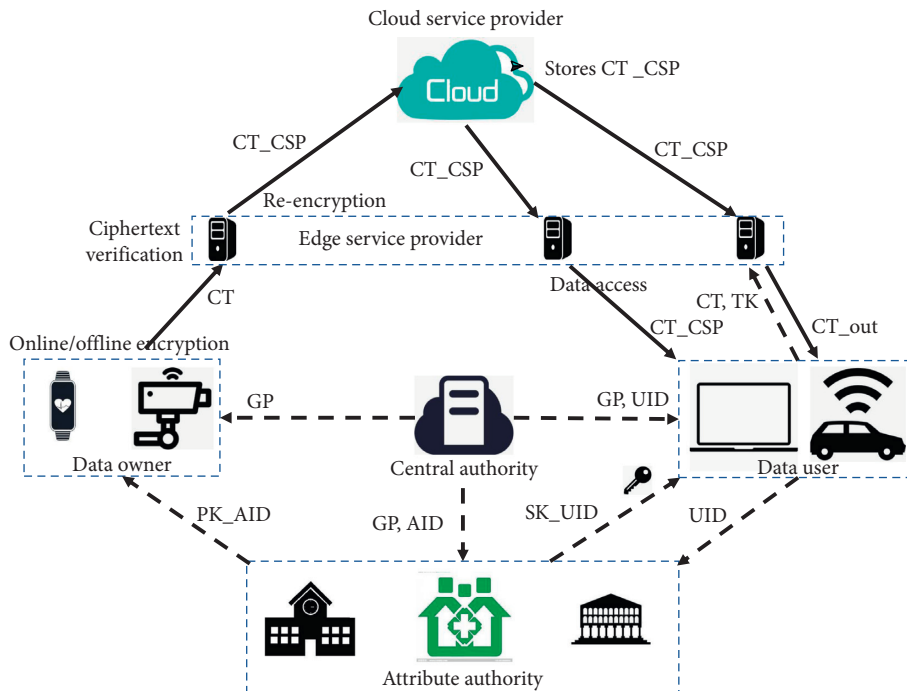 Cloud service provider
Stores CT _CSP
Cloud
CT_CSP
CT_CSP
CT_CSP
Re-encryption
Ciphertext
verification
Edge service provider
CT
Data access
CT, TK
CT_CSP
CT_out
Online/offline encryption
GP
GP, UID
Data owner
Central authority
Data user
PK_AID
GP, AID
SK_UID
UID
Attribute authority